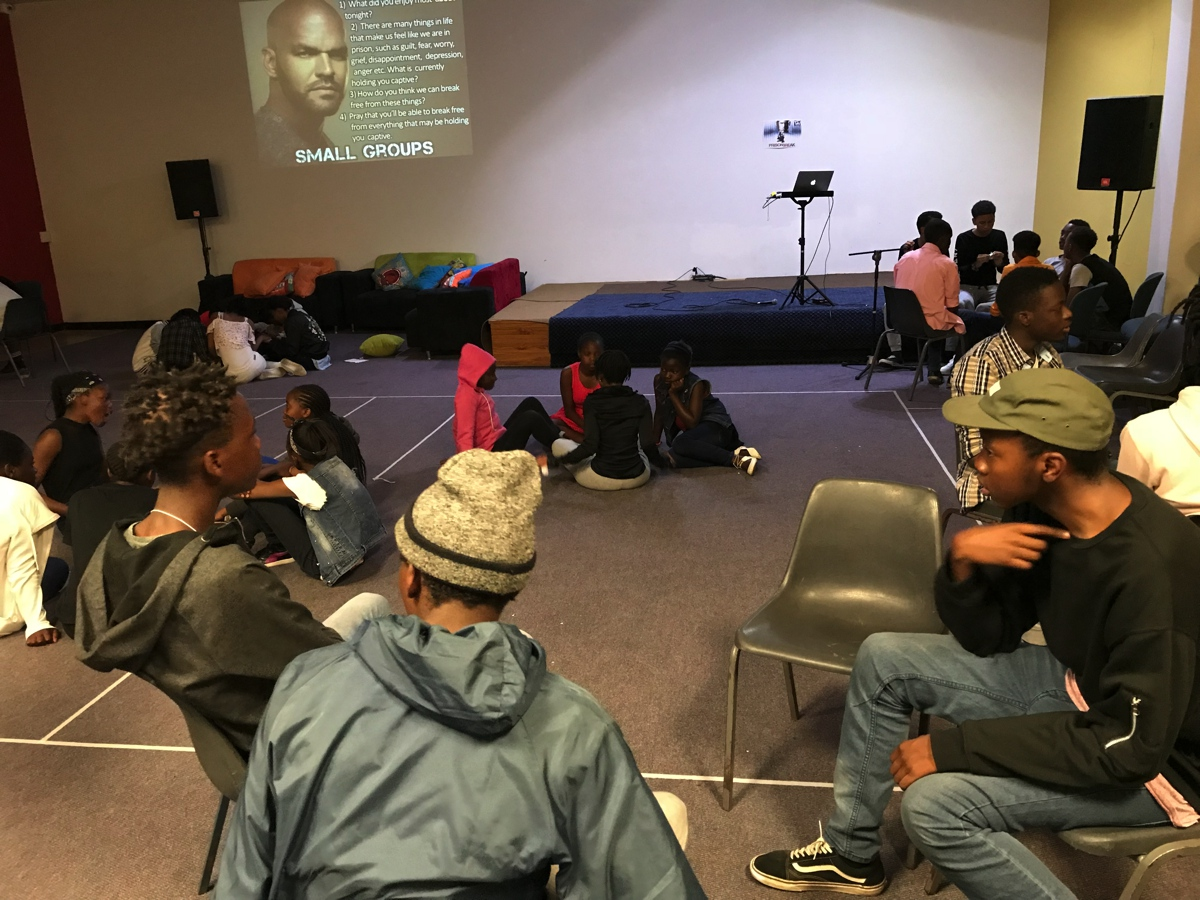 1) What did you enjoy most about
tonight?
2) There are many things in life
that make us feel like we are in
prison, such as guilt, fear, worry,
grief, disappointment, depression,
anger etc. What is currently
holding you captive?
3) How do you think we can break
free from these things?
4) Pray that you'll be able to break free
from everything that may be holding
you captive.
SMALL GROUPS